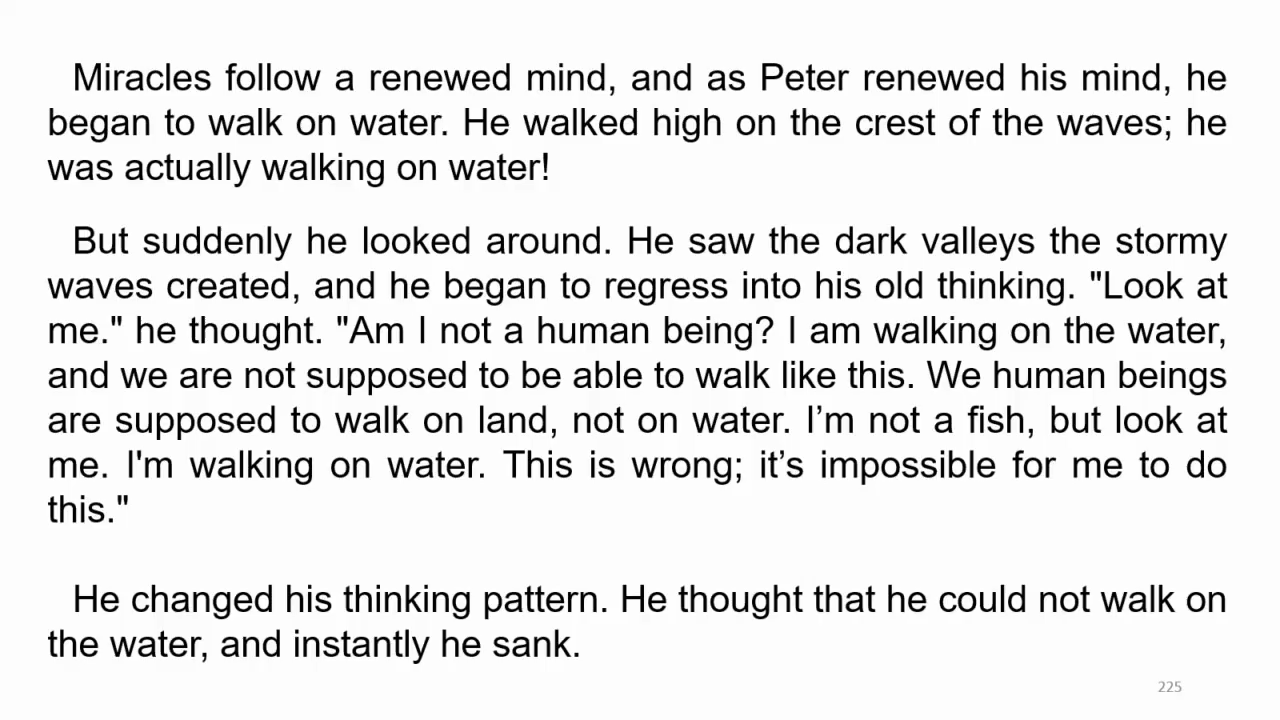 Miracles follow a renewed mind, and as Peter renewed his mind, he
began to walk on water. He walked high on the crest of the waves; he
was actually walking on water!
But suddenly he looked around. He saw the dark valleys the stormy
waves created, and he began to regress into his old thinking. "Look at
me." he thought. "Am I not a human being? I am walking on the water,
and we are not supposed to be able to walk like this. We human beings
are supposed to walk on land, not on water. I’m not a fish, but look at
me. I'm walking on water. This is wrong; it’s impossible for me to do
this."
He changed his thinking pattern. He thought that he could not walk on
the water, and instantly he sank.
225